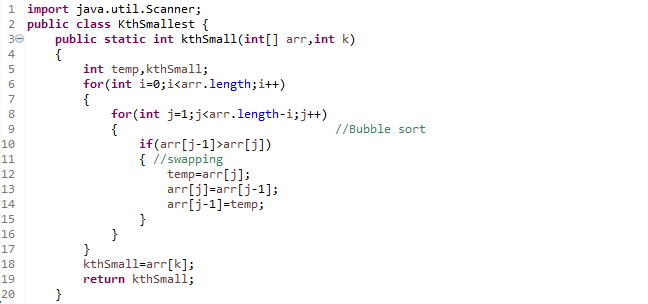 1 import java.util.Scanner;
2 public class KthSmallest {
3 public static int kthSmall(int[] arr,int k)
4 {
5 int temp,kthSmall;
6 for(int i=0;i<arr.length;i++)
7 {
8 for(int j=1;j<arr.length-i;j++)
9 { //Bubble sort
10 if(arr[j-1]>arr[j])
11 { //swapping
12 temp=arr[j];
13 arr[j]=arr[j-1];
14 arr[j-1]=temp;
15 }
16 }
17 }
18 kthSmall=arr[k];
19 return kthSmall;
20 }